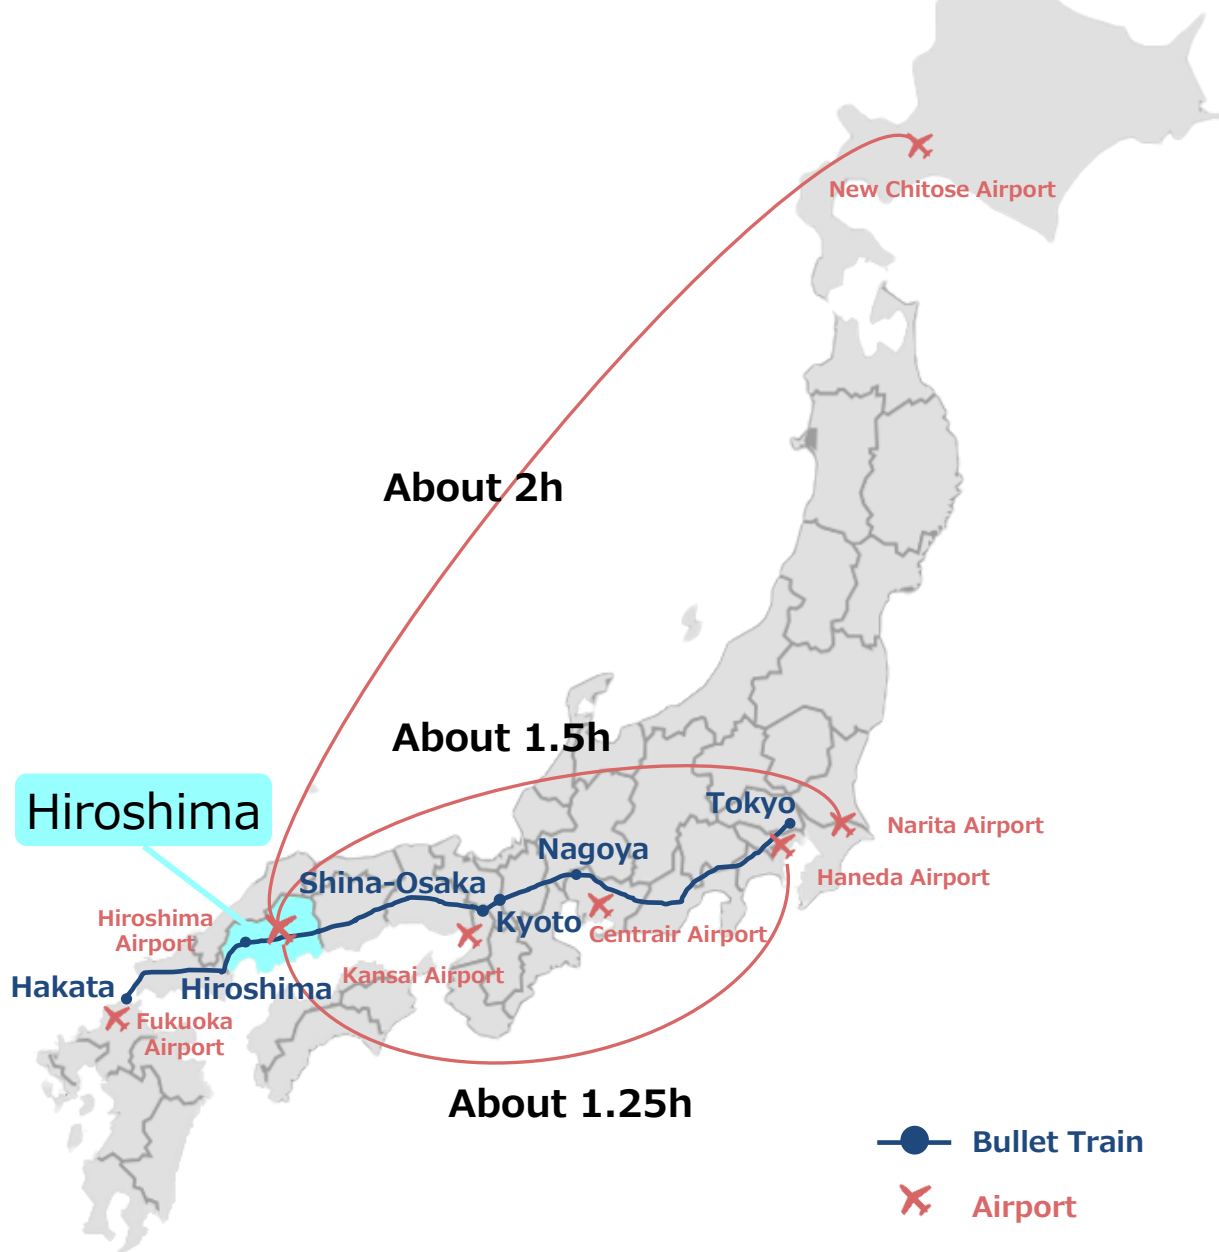 New Chitose Airport
About 2h
About 1.5h
Hiroshima
Tokyo
Narita Airport
Nagoya
Haneda Airport
Shina-Osaka
Kyoto
Hiroshima
Airport
Centrair Airport
Kansai Airport
Hakata
Hiroshima
Fukuoka
Airport
About 1.25h
Bullet Train
Airport